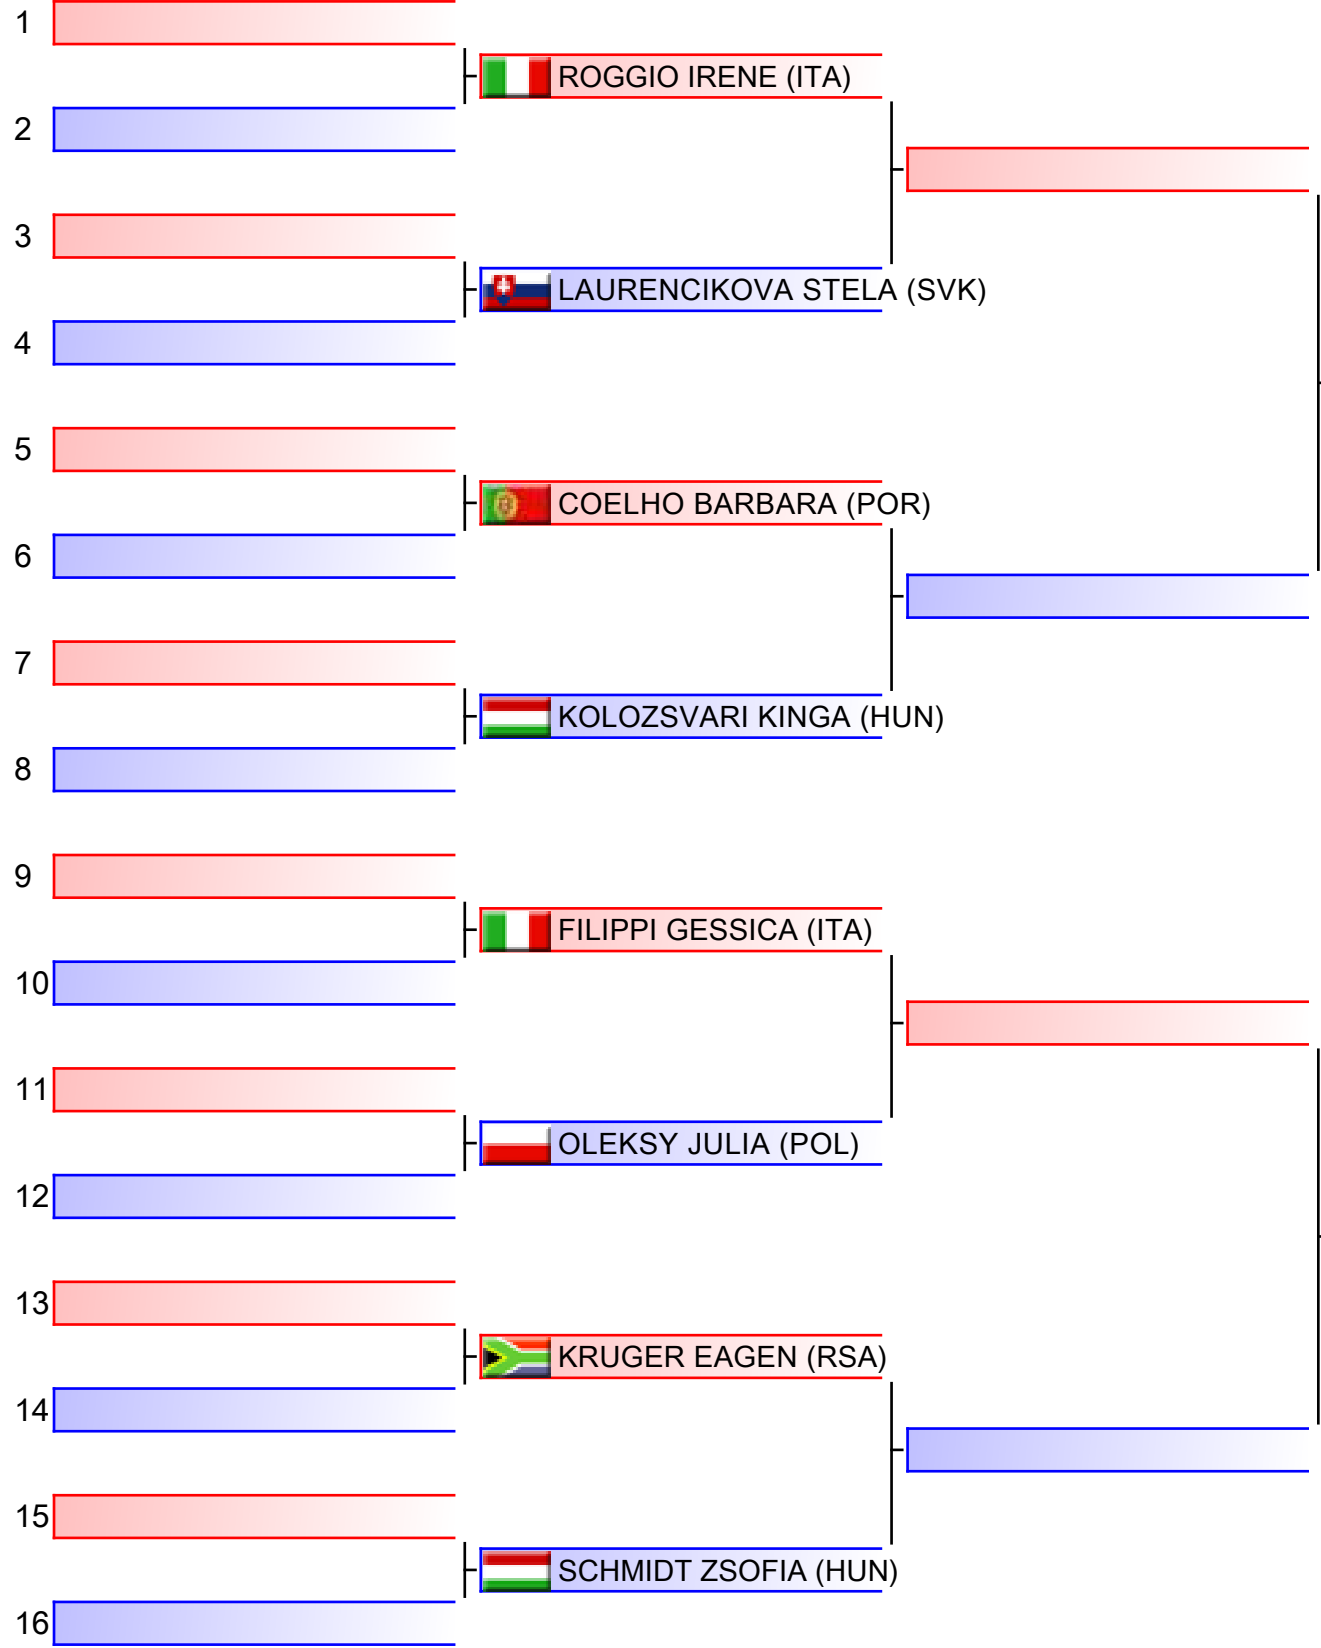 1
ROGGIO IRENE (ITA)
2
3
LAURENCIKOVA STELA (SVK)
4
5
COELHO BARBARA (POR)
6
7
KOLOZSVARI KINGA (HUN)
8
9
FILIPPI GESSICA (ITA)
10
11
OLEKSY JULIA (POL)
12
13
KRUGER EAGEN (RSA)
14
15
SCHMIDT ZSOFIA (HUN)
16